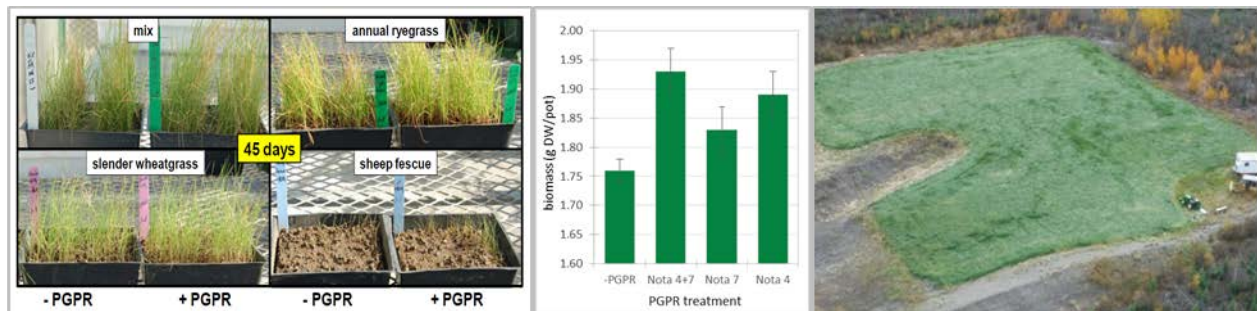 mix
annual ryegrass
45 days
slender wheatgrass
sheep fescue
- PGPR
+ PGPR
- PGPR
+ PGPR
biomass (g DW/pot)
2.00
1.95
1.90
1.85
1.80
1.75
1.70
1.65
1.60
-PGPR Nota 4+7 Nota 7 Nota 4
PGPR treatment